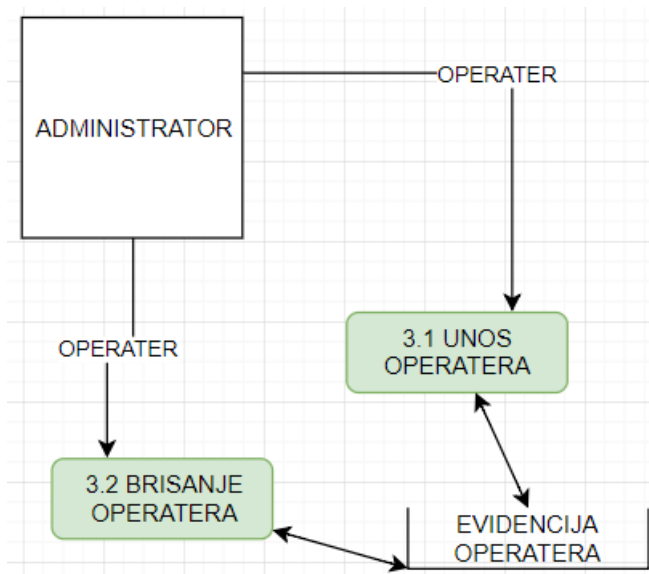 OPERATER
ADMINISTRATOR
OPERATER
3.1 UNOS
OPERATERA
3.2 BRISANJE
OPERATERA
EVIDENCIJA
OPERATERA